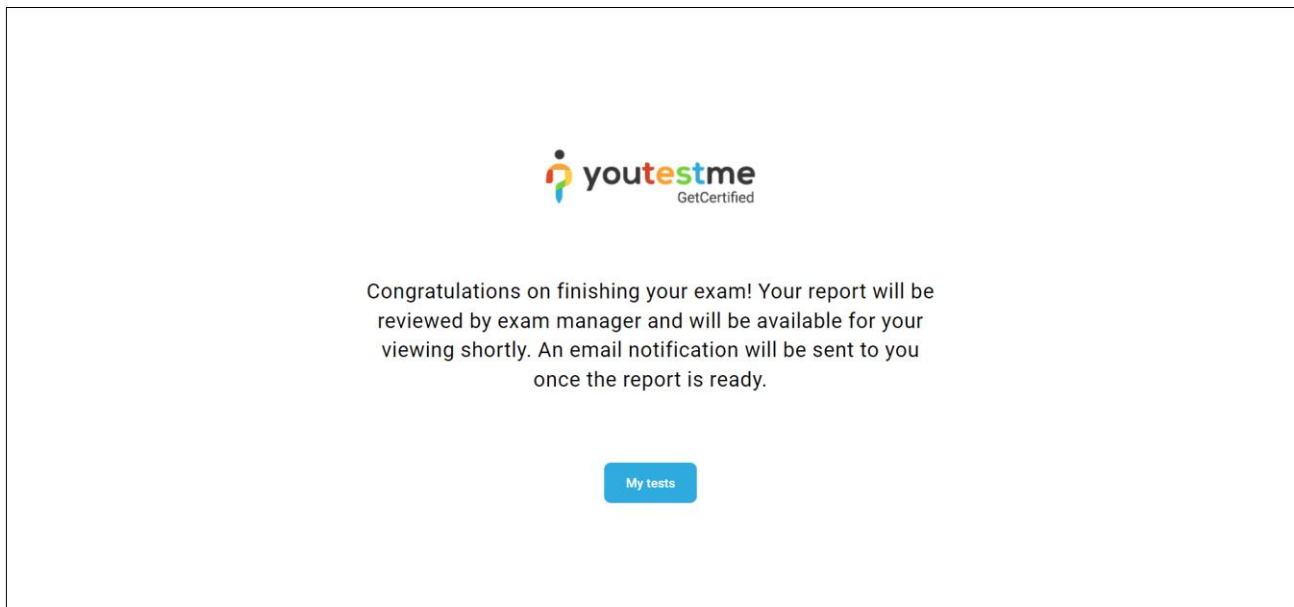 youtestme
GetCertified
Congratulations on finishing your exam! Your report will be
reviewed by exam manager and will be available for your
viewing shortly. An email notification will be sent to you
once the report is ready.
My tests